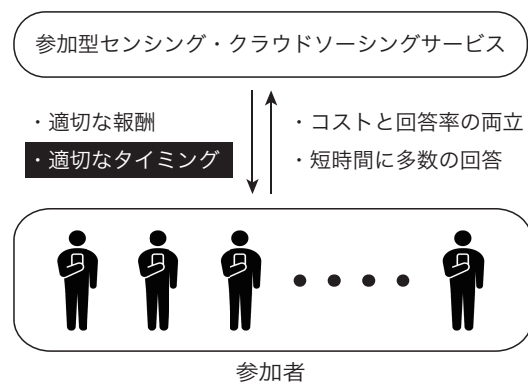 参加型センシング・クラウドソーシングサービス
・適切な報酬
・適切なタイミング
・コストと回答率の両立
・短時間に多数の回答
参加者